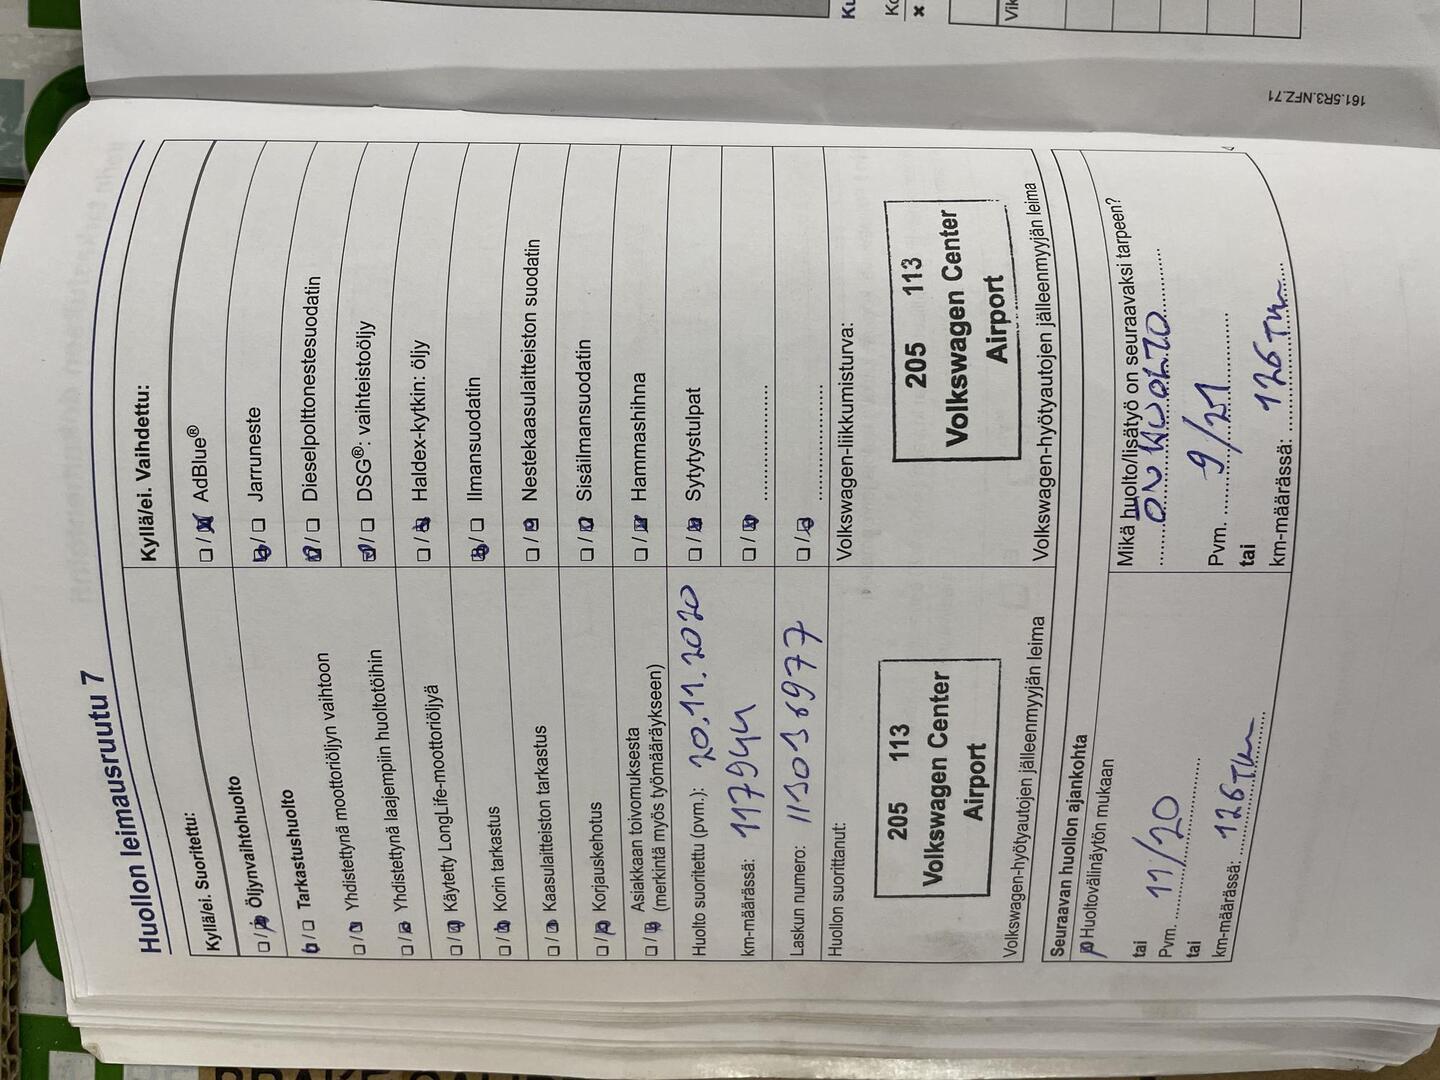 Huollon leimausruutu 7
Kyllä/ei. Suoritettu:
☐/☒ Öljynvaihtohuolto
☒/☐ Tarkastushuolto
☐/☒ Yhdistettynä moottoriöljyn vaihtoon
☐/☒ Yhdistettynä laajempiin huoltotöihin
☐/☒ Käytetty LongLife-moottoriöljyä
☐/☒ Korin tarkastus
☐/☒ Kaasulaitteiston tarkastus
☐/☒ Korjauskehotus
☐/☒ Asiakkaan toivomuksesta
(merkintä myös työmääräykseen)
Huolto suoritettu (pvm.): 20.11.2020
km-määrässä: 117944
Laskun numero:
Huollon suorittanut:
205 113
Volkswagen Center
Airport
Volkswagen-hyötyautojen jälleenmyyjän leima
Kyllä/ei. Vaihdettu:
☐/☒ AdBlue®
☒/☐ Jarruneste
☒/☐ Dieselpolttonestesuodatin
☒/☐ DSG®: vaihteistoöljy
☐/☒ Haldex-kytkin: öljy
☒/☐ Ilmansuodatin
☐/☒ Nestekaasulaitteiston suodatin
☐/☒ Sisäilmansuodatin
☐/☒ Hammashihna
☐/☒ Sytytystulpat
☐/☒
☐/☒
Volkswagen-liikkumisturva:
205 113
Volkswagen Center
Airport
Volkswagen-hyötyautojen jälleenmyyjän leima
Seuraavan huollon ajankohta
☒ Huoltovälinäytön mukaan
tai
Pvm. 11/20
tai
km-määrässä: 126 Tkm
Mikä huolto/lisätyö on seuraavaksi tarpeen?
Pvm. 9/21
tai
km-määrässä: 126 Tkm
161.5R3.NFZ.71